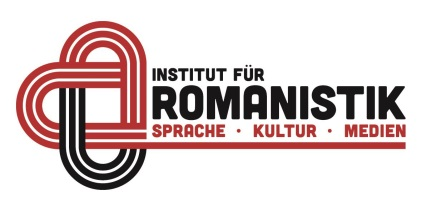 INSTITUT FÜR
ROMANISTIK
SPRACHE · KULTUR · MEDIEN